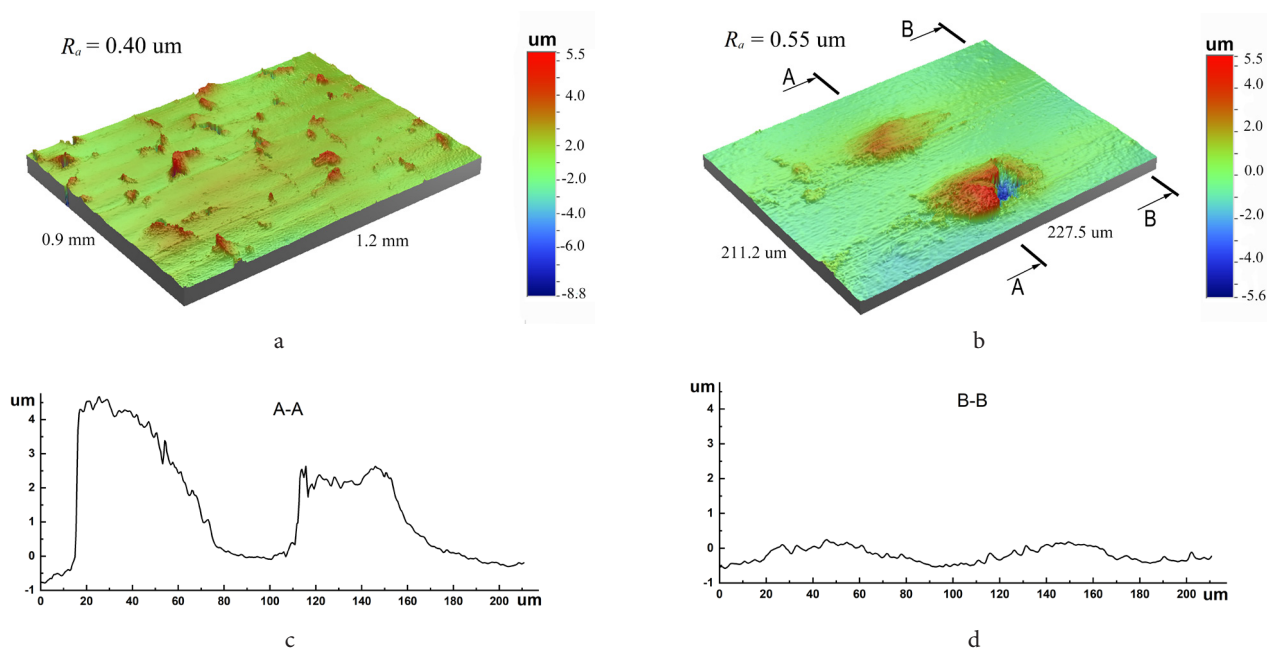 Ra = 0.40 um
um
5.5
4.0
2.0
-2.0
-4.0
-6.0
-8.8
0.9 mm
1.2 mm
a
Ra = 0.55 um
B
A
um
5.5
4.0
2.0
0.0
-2.0
-4.0
-5.6
211.2 um
227.5 um
B
A
b
um
A-A
4
3
2
1
0
-1
0 20 40 60 80 100 120 140 160 180 200 um
c
um
B-B
4
3
2
1
0
-1
0 20 40 60 80 100 120 140 160 180 200 um
d